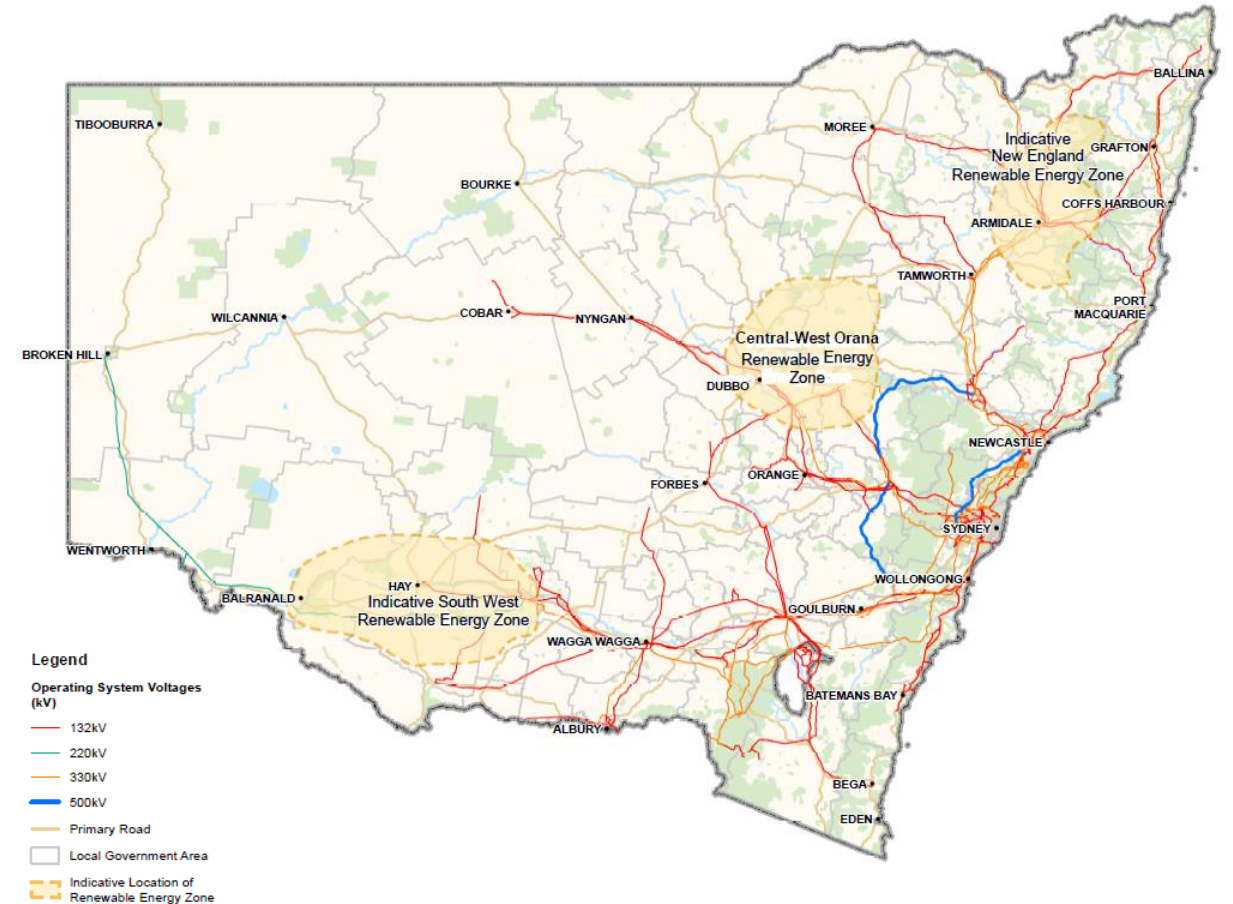 BALLINA
TIBOOBURRA
MOREE
Indicative
New England
Renewable Energy Zone
GRAFTON
BOURKE
COFFS HARBOUR
ARMIDALE
TAMWORTH
PORT
MACQUARIE
WILCANNIA
COBAR
NYNGAN
Central-West Orana
Renewable Energy
Zone
BROKEN HILL
DUBBO
NEWCASTLE
ORANGE
FORBES
SYDNEY
WENTWORTH
WOLLONGONG
HAY
BALRANALD
Indicative South West
Renewable Energy Zone
GOULBURN
WAGGA WAGGA
BATEMANS BAY
ALBURY
BEGA
EDEN
Legend
Operating System Voltages
(kV)
132kV
220kV
330kV
500kV
Primary Road
Local Government Area
Indicative Location of
Renewable Energy Zone